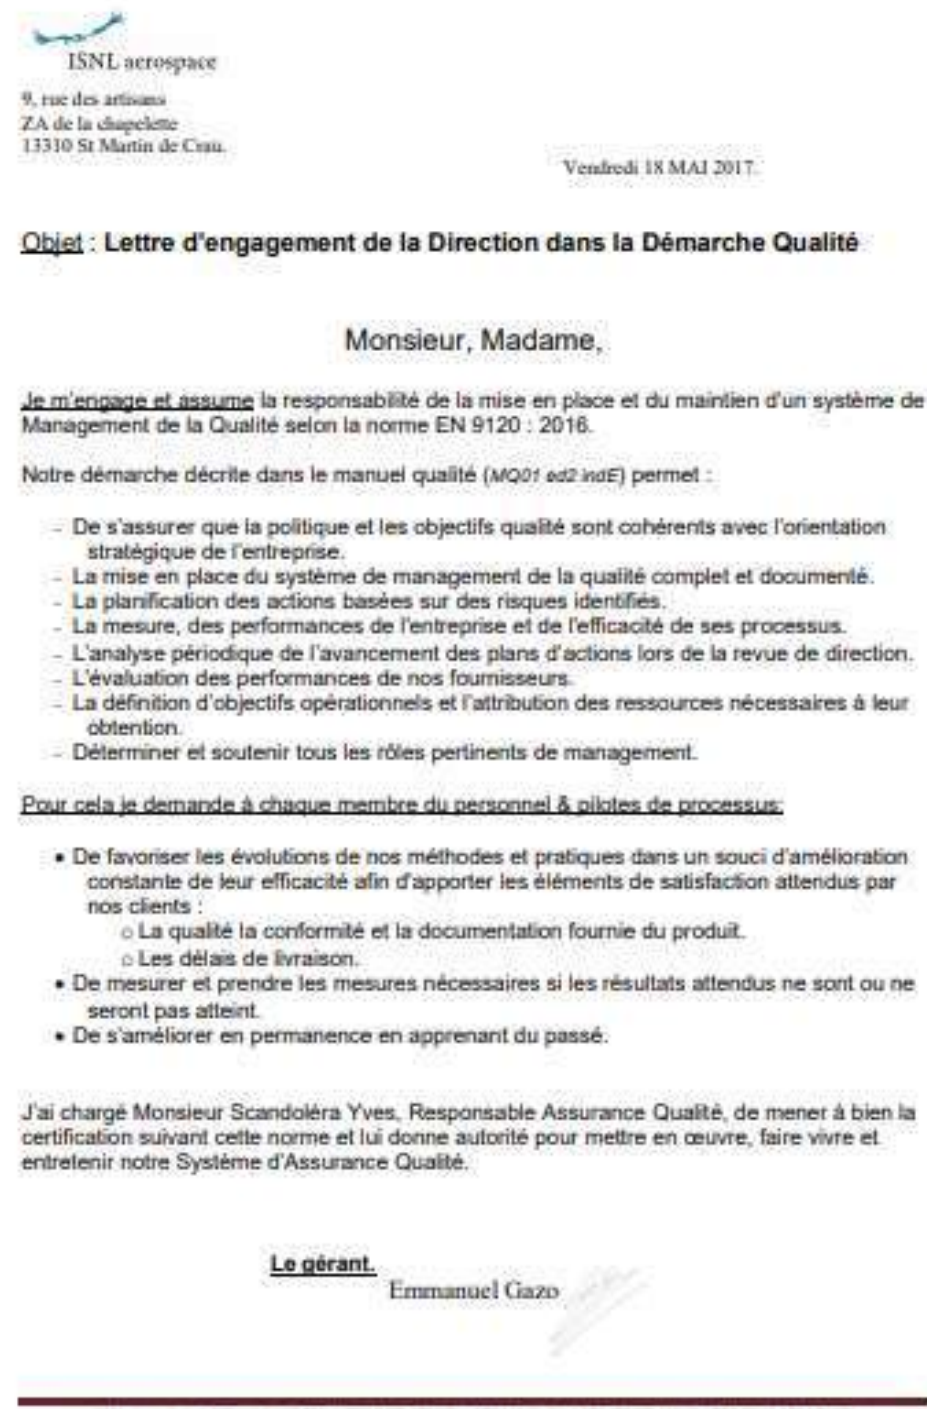 ISNL aerospace
9, rue des artisans
ZA de la chapelette
13310 St Martin de Crau.
Vendredi 18 MAI 2017.
Objet : Lettre d'engagement de la Direction dans la Démarche Qualité
Monsieur, Madame,
Je m'engage et assume la responsabilité de la mise en place et du maintien d'un système de
Management de la Qualité selon la norme EN 9120 : 2016.
Notre démarche décrite dans le manuel qualité (MQ01 ed2 indE) permet :
- De s'assurer que la politique et les objectifs qualité sont cohérents avec l'orientation
stratégique de l'entreprise.
- La mise en place du système de management de la qualité complet et documenté.
- La planification des actions basées sur des risques identifiés.
- La mesure, des performances de l'entreprise et de l'efficacité de ses processus.
- L'analyse périodique de l'avancement des plans d'actions lors de la revue de direction.
- L'évaluation des performances de nos fournisseurs.
- La définition d'objectifs opérationnels et l'attribution des ressources nécessaires à leur
obtention.
- Déterminer et soutenir tous les rôles pertinents de management.
Pour cela je demande à chaque membre du personnel & pilotes de processus:
• De favoriser les évolutions de nos méthodes et pratiques dans un souci d'amélioration
constante de leur efficacité afin d'apporter les éléments de satisfaction attendus par
nos clients :
o La qualité la conformité et la documentation fournie du produit.
o Les délais de livraison.
• De mesurer et prendre les mesures nécessaires si les résultats attendus ne sont ou ne
seront pas atteint.
• De s'améliorer en permanence en apprenant du passé.
J'ai chargé Monsieur Scandoléra Yves, Responsable Assurance Qualité, de mener à bien la
certification suivant cette norme et lui donne autorité pour mettre en œuvre, faire vivre et
entretenir notre Système d'Assurance Qualité.
Le gérant.
Emmanuel Gazo